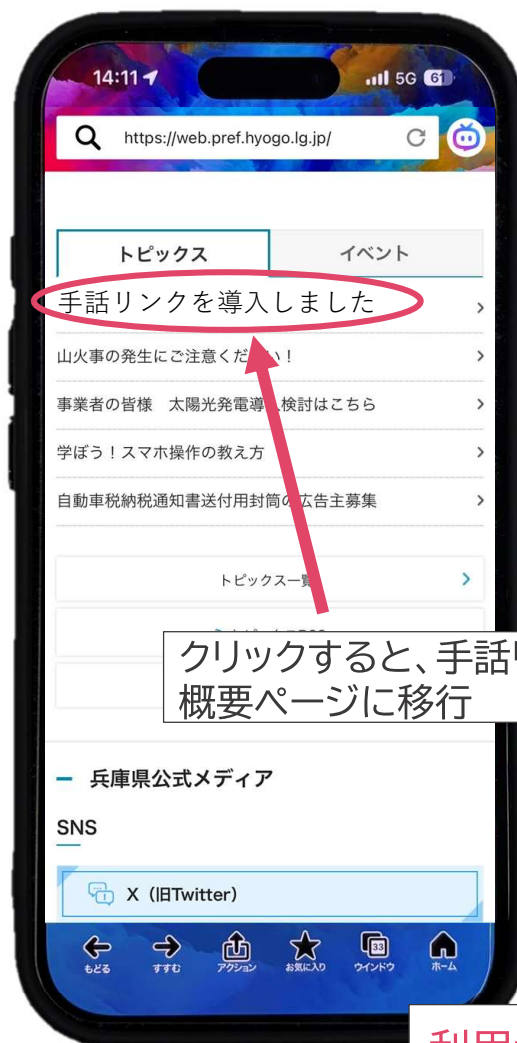 14:11
5G 61
https://web.pref.hyogo.lg.jp/
トピックス
イベント
手話リンクを導入しました
山火事の発生にご注意ください!
事業者の皆様 太陽光発電導入検討はこちら
学ぼう!スマホ操作の教え方
自動車税納税通知書送付用封筒の広告主募集
トピックス一覧
クリックすると、手話
概要ページに移行
兵庫県公式メディア
SNS
X(旧Twitter)
もどる
すすむ
アクション
お気に入り
33
ウインドウ
ホーム
利用